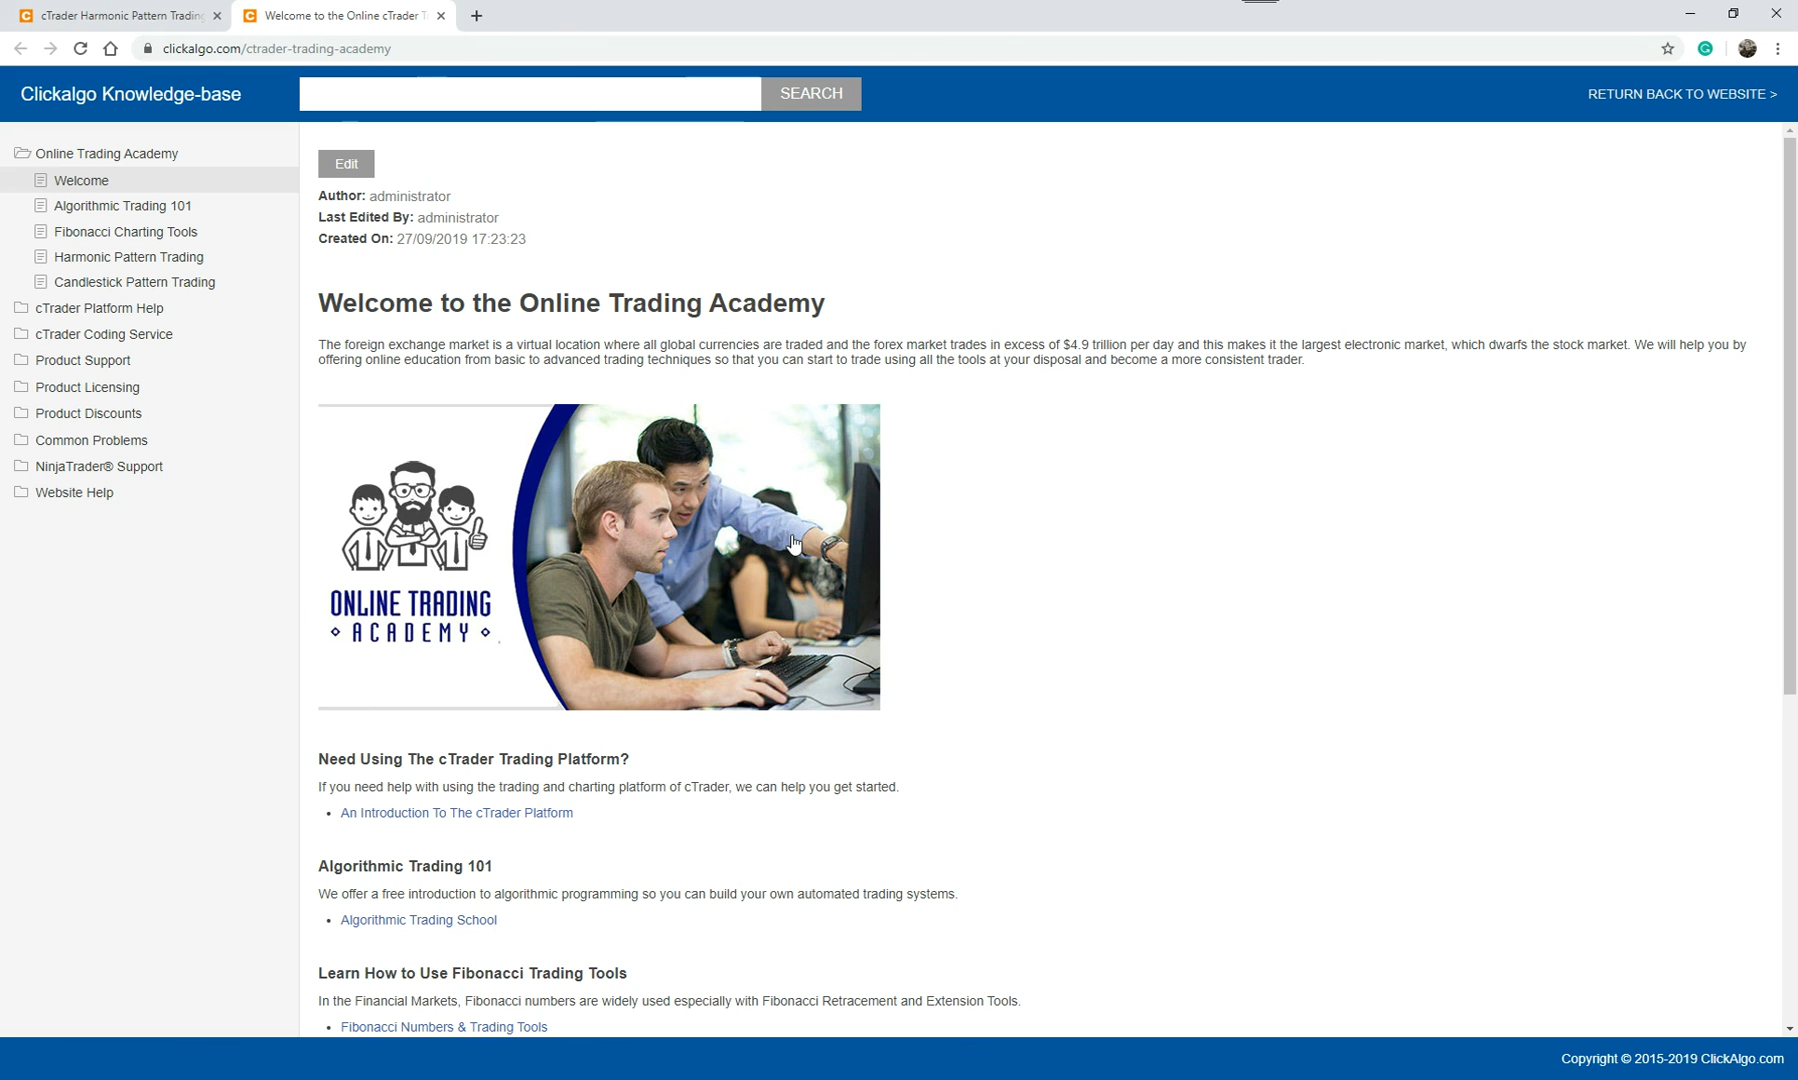 cTrader Harmonic Pattern Trading
Welcome to the Online cTrader T
clickalgo.com/ctrader-trading-academy
Clickalgo Knowledge-base
SEARCH
RETURN BACK TO WEBSITE >
Online Trading Academy
Welcome
Algorithmic Trading 101
Fibonacci Charting Tools
Harmonic Pattern Trading
Candlestick Pattern Trading
cTrader Platform Help
cTrader Coding Service
Product Support
Product Licensing
Product Discounts
Common Problems
NinjaTrader® Support
Website Help
Edit
Author: administrator
Last Edited By: administrator
Created On: 27/09/2019 17:23:23
Welcome to the Online Trading Academy
The foreign exchange market is a virtual location where all global currencies are traded and the forex market trades in excess of $4.9 trillion per day and this makes it the largest electronic market, which dwarfs the stock market. We will help you by
offering online education from basic to advanced trading techniques so that you can start to trade using all the tools at your disposal and become a more consistent trader.
ONLINE TRADING
ACADEMY
Need Using The cTrader Trading Platform?
If you need help with using the trading and charting platform of cTrader, we can help you get started.
• An Introduction To The cTrader Platform
Algorithmic Trading 101
We offer a free introduction to algorithmic programming so you can build your own automated trading systems.
• Algorithmic Trading School
Learn How to Use Fibonacci Trading Tools
In the Financial Markets, Fibonacci numbers are widely used especially with Fibonacci Retracement and Extension Tools.
• Fibonacci Numbers & Trading Tools
Copyright © 2015-2019 ClickAlgo.com